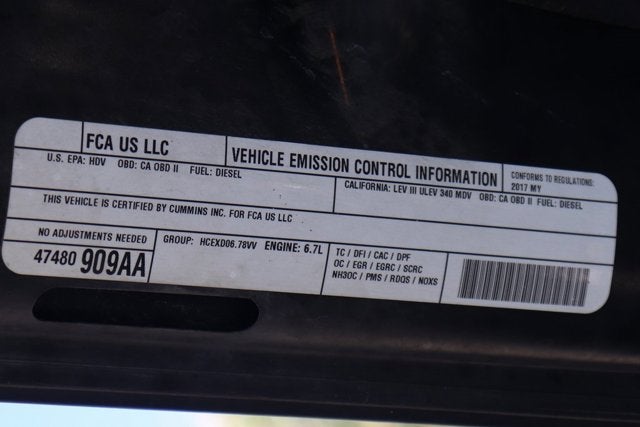 FCA US LLC
VEHICLE EMISSION CONTROL INFORMATION
CONFORMS TO REGULATIONS:
2017 MY
U.S. EPA: HDV OBD: CA OBD II FUEL: DIESEL
CALIFORNIA: LEV III ULEV 340 MDV OBD: CA OBD II FUEL: DIESEL
THIS VEHICLE IS CERTIFIED BY CUMMINS INC. FOR FCA US LLC
NO ADJUSTMENTS NEEDED
47480 909AA
GROUP: HCEXD06.78VV ENGINE: 6.7L
TC / DFI / CAC / DPF
OC / EGR / EGRC / SCRC
NH3OC / PMS / RDQS / NOXS